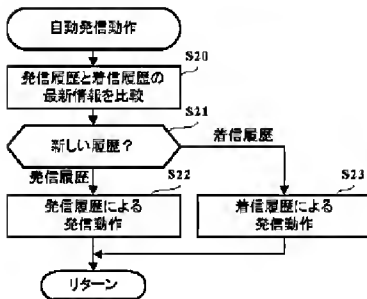 自動発信動作
S20
発信履歴と着信履歴の
最新情報を比較
S21
新しい履歴？
着信履歴
発信履歴
S22
発信履歴による
発信動作
S23
着信履歴による
発信動作
リターン